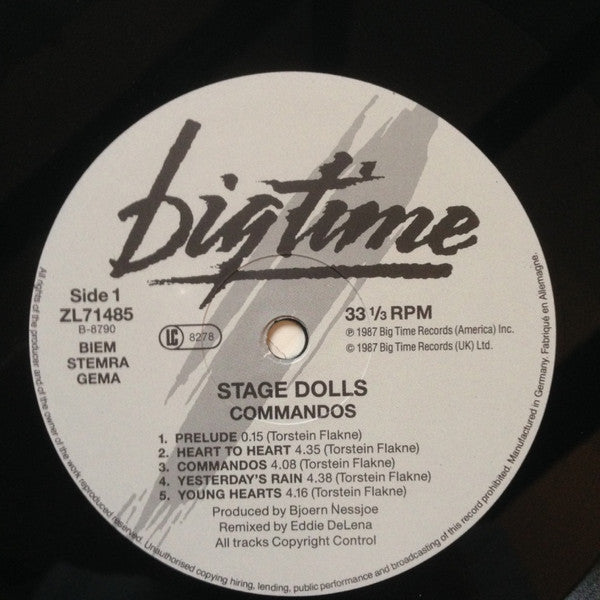 bigtime
Side 1
ZL71485
B-8790
BIEM
STEMRA
GEMA
LC 8278
33 1/3 RPM
℗ 1987 Big Time Records (America) Inc.
© 1987 Big Time Records (UK) Ltd.
STAGE DOLLS
COMMANDOS
1. PRELUDE 0.15 (Torstein Flakne)
2. HEART TO HEART 4.35 (Torstein Flakne)
3. COMMANDOS 4.08 (Torstein Flakne)
4. YESTERDAY'S RAIN 4.38 (Torstein Flakne)
5. YOUNG HEARTS 4.16 (Torstein Flakne)
Produced by Bjoern Nessjoe
Remixed by Eddie DeLena
All tracks Copyright Control
All rights of the producer and of the owner of the work reproduced reserved. Unauthorised copying hiring, lending, public performance and broadcasting of this record prohibited. Manufactured in Germany. Fabriqué en Allemagne.